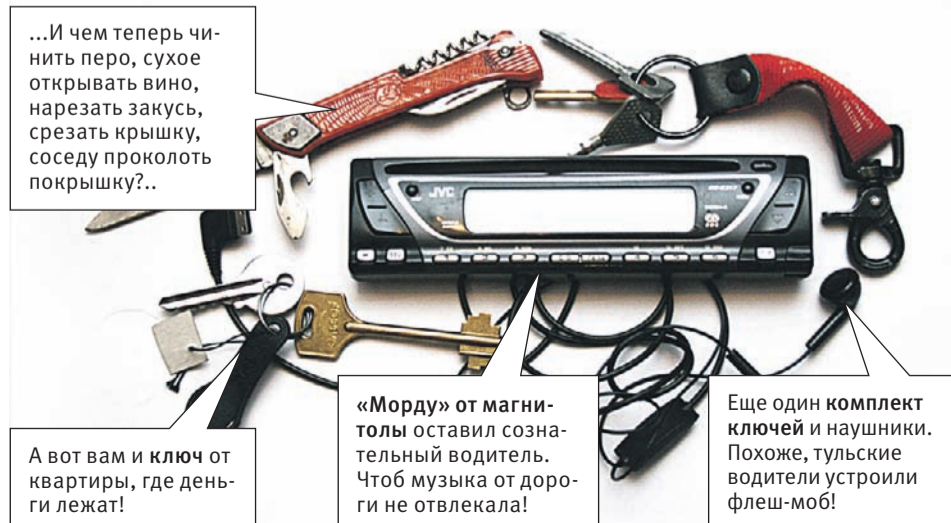 ...И чем теперь чи-
нить перо, сухое
открывать вино,
нарезать закусь,
срезать крышку,
соседу проколоть
покрышку?..
JVC
А вот вам и ключ от
квартиры, где день-
ги лежат!
«Морду» от магни-
толы оставил созна-
тельный водитель.
Чтоб музыка от доро-
ги не отвлекала!
Еще один комплект
ключей и наушники.
Похоже, тульские
водители устроили
флеш-моб!